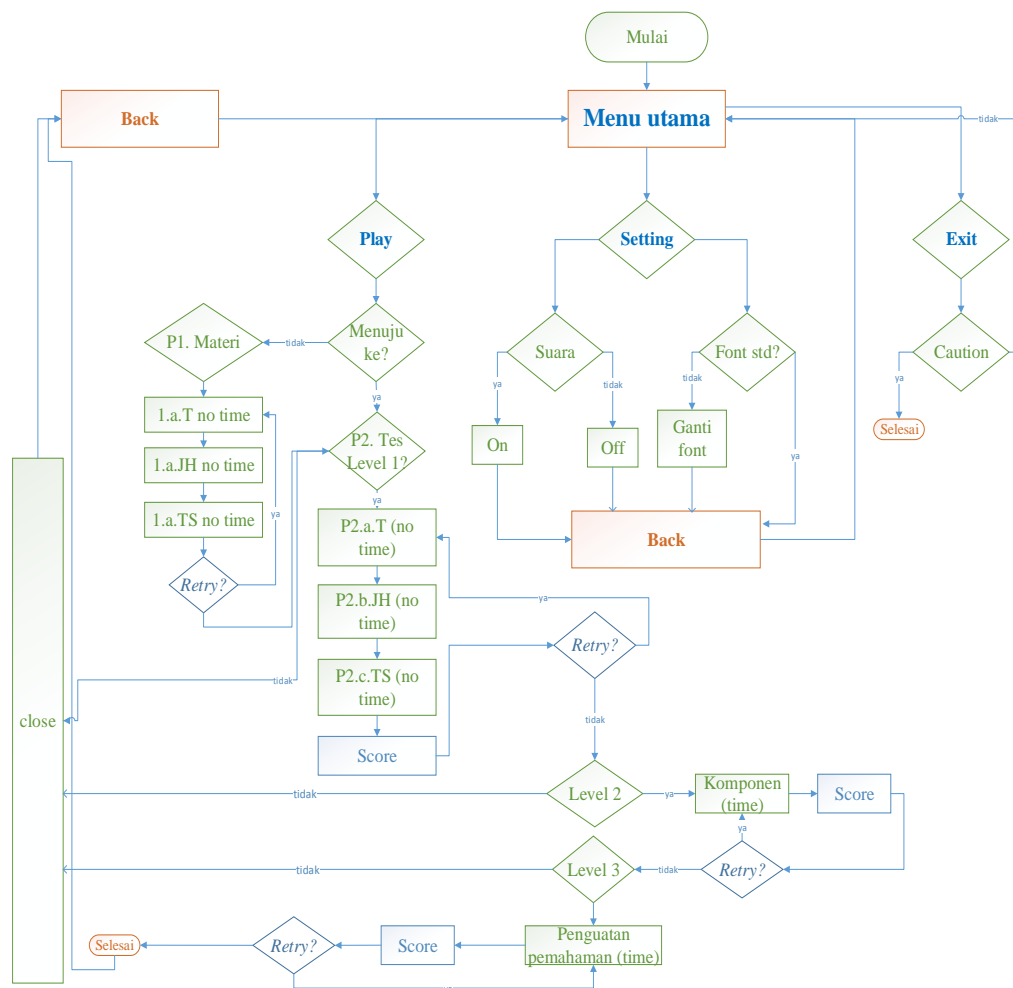 Mulai
Back
Menu utama
tidak
Play
Setting
Exit
P1. Materi
tidak
Menuju
ke?
Suara
Font std?
Caution
ya
ya
tidak
tidak
ya
1.a.T no time
Selesai
P2. Tes
Level 1?
On
Off
Ganti
font
ya
1.a.JH no time
ya
1.a.TS no time
ya
P2.a.T (no
time)
Back
Retry?
P2.b.JH (no
time)
ya
Retry?
P2.c.TS (no
time)
tidak
close
tidak
Score
Level 2
tidak
ya
Komponen
(time)
Score
ya
Level 3
tidak
tidak
Retry?
Selesai
Retry?
Score
Penguatan
pemahaman (time)